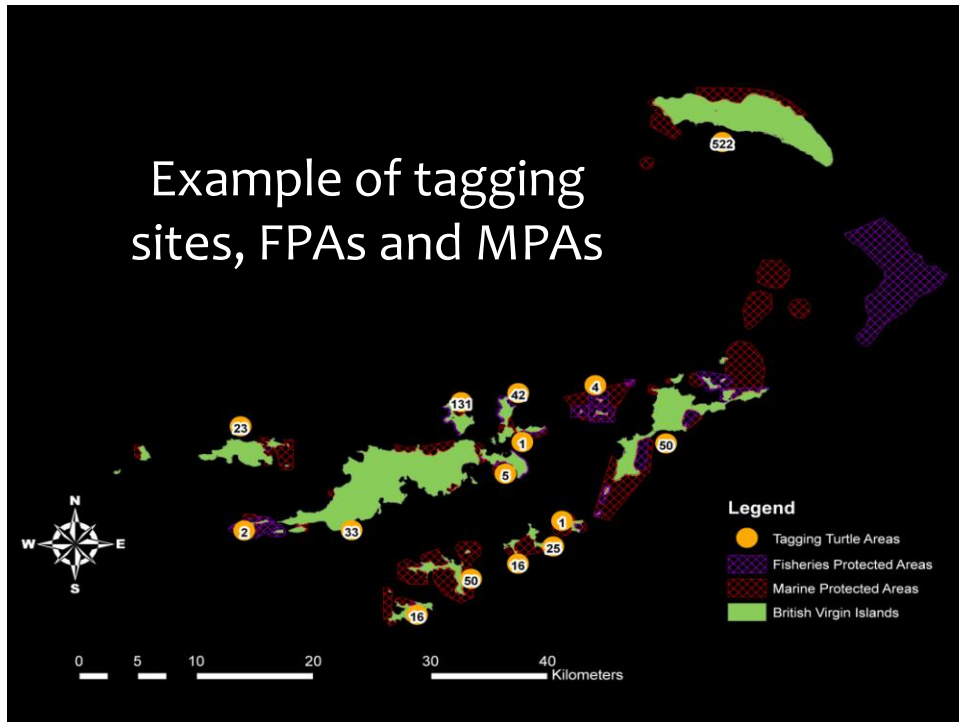 Example of tagging
sites, FPAs and MPAs
522
4
42
131
23
1
50
5
2
33
1
25
16
50
16
N
W
E
S
Legend
Tagging Turtle Areas
Fisheries Protected Areas
Marine Protected Areas
British Virgin Islands
0 5 10 20 30 40
Kilometers